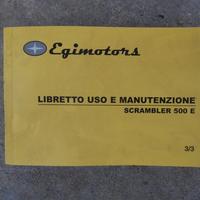 Egimotors
LIBRETTO USO E MANUTENZIONE
SCRAMBLER 500 E
3/3